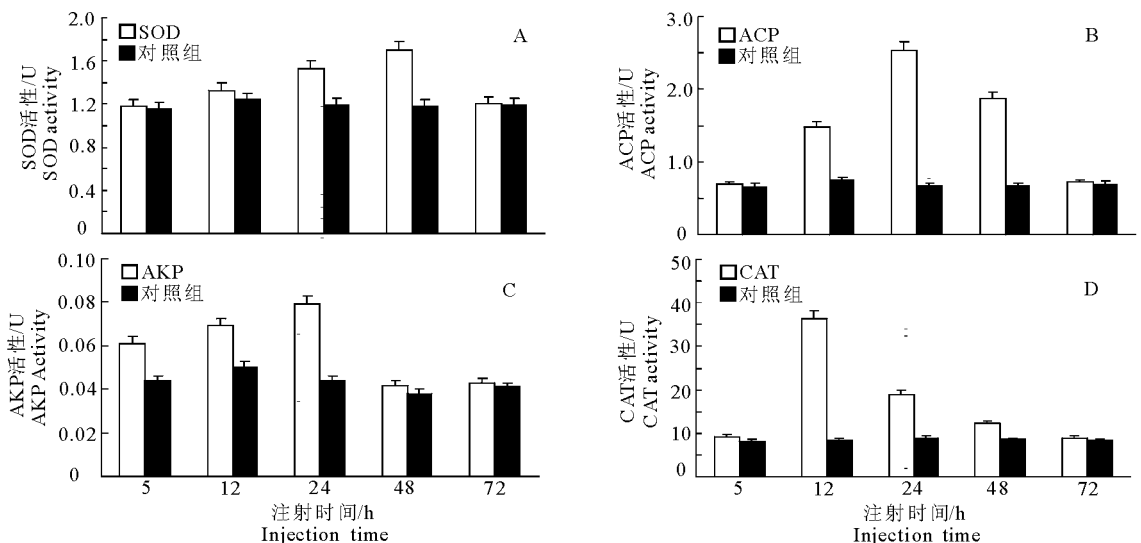 SOD
对照组
A
SOD活性/U
SOD activity
2.0
1.6
1.2
0.8
0.4
0
ACP
对照组
B
ACP活性/U
ACP activity
3.0
2.0
1.0
0
AKP
对照组
C
AKP活性/U
AKP Activity
0.10
0.08
0.06
0.04
0.02
0
5 12 24 48 72
注射时间/h
Injection time
CAT
对照组
D
CAT活性/U
CAT activity
50
40
30
20
10
0
5 12 24 48 72
注射时间/h
Injection time